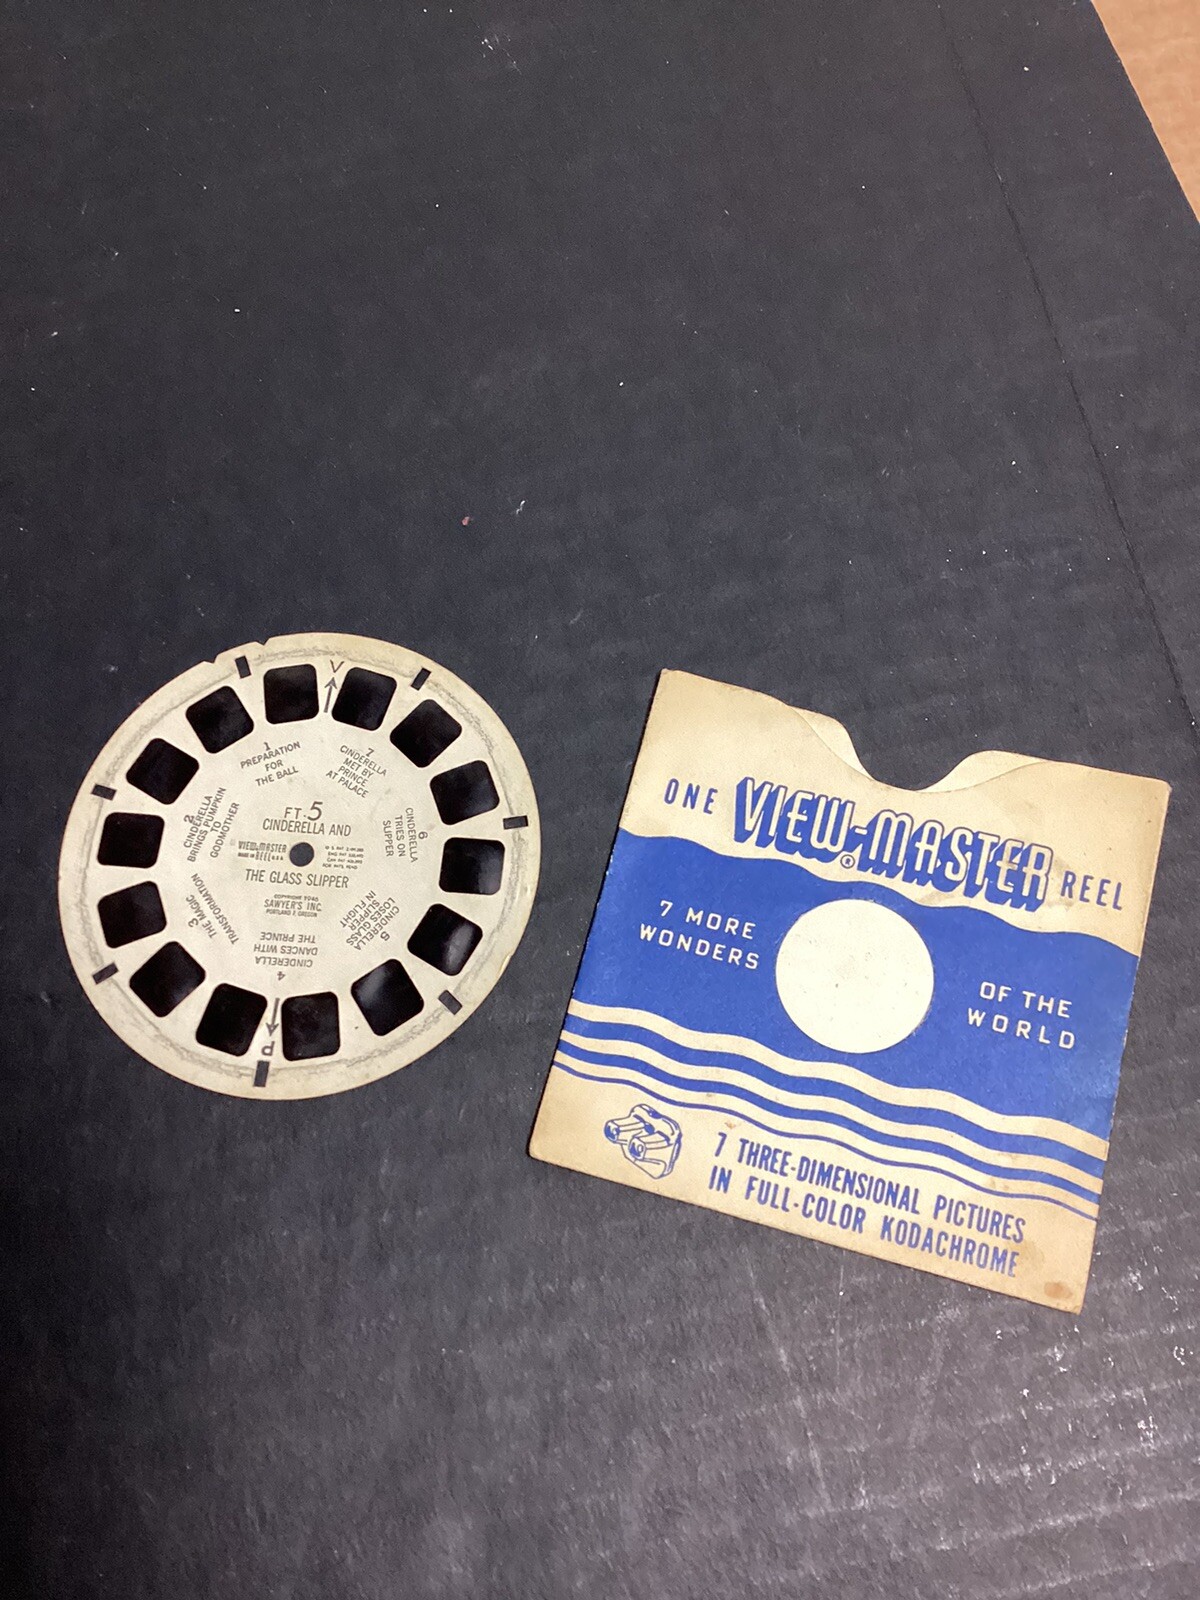 V
1
PREPARATION
FOR
THE BALL
7
CINDERELLA
MET BY
PRINCE
AT PALACE
6
CINDERELLA
TRIES ON
SLIPPER
5
CINDERELLA
LOSES GLASS
SLIPPER
IN FLIGHT
4
CINDERELLA
DANCES WITH
THE PRINCE
3
THE MAGIC
TRANSFORMATION
2
CINDERELLA
BRINGS PUMPKIN
TO
GODMOTHER
FT-5
CINDERELLA AND
VIEW-MASTER
MADE IN REEL U.S.A.
THE GLASS SLIPPER
COPYRIGHT 1946
SAWYER'S INC.
PORTLAND F, OREGON
P
ONE VIEW-MASTER® REEL
7 MORE
WONDERS
OF THE
WORLD
7 THREE-DIMENSIONAL PICTURES
IN FULL-COLOR KODACHROME